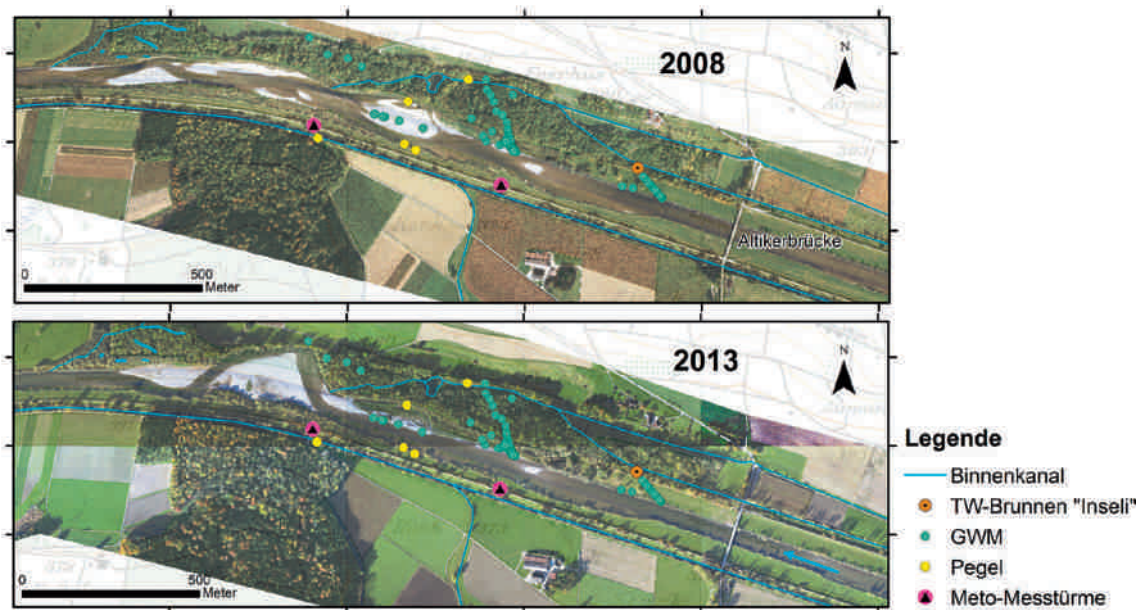 2008
N
Altikerbrücke
0 500
Meter
2013
N
0 500
Meter
Legende
Binnenkanal
TW-Brunnen "Inseli"
GWM
Pegel
Meto-Messtürme